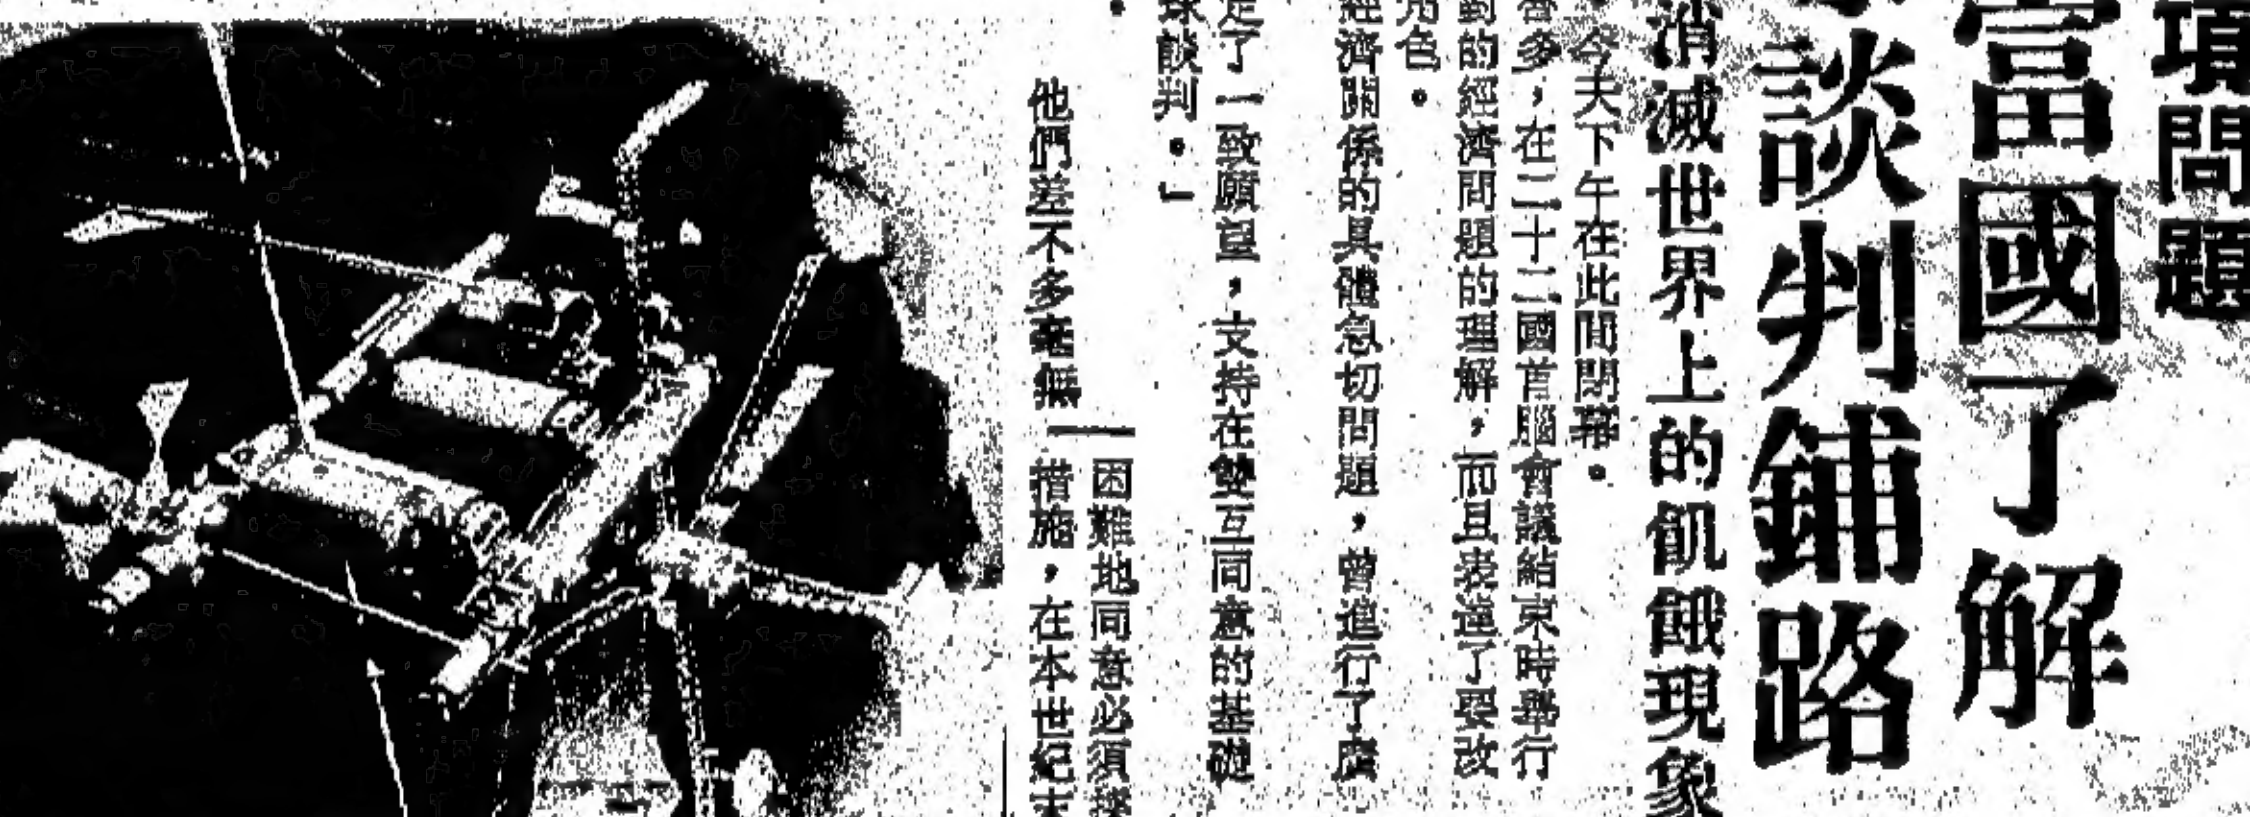 項問題
富國了解
談判鋪路
消滅世界上的飢餓現象
今天下午在此間閉幕。
多，在二十二國首腦會議結束時舉行
對的經濟問題的理解，而且表達了要改
角色。
經濟關係的具體急切問題，曾進行了廣
定了一致願望，支持在雙互同意的基礎
球談判。」
他們差不多毫無
困難地同意必須採
措施，在本世紀末